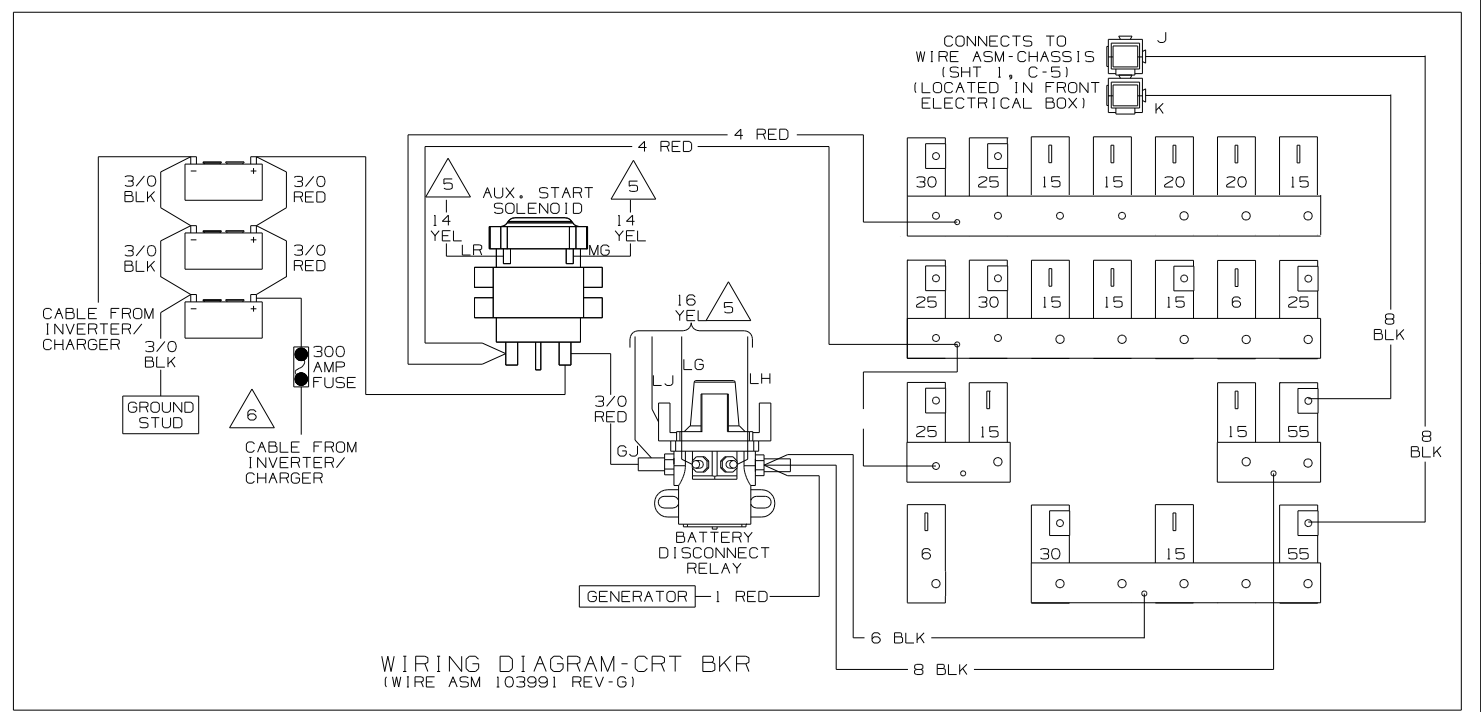 CONNECTS TO
WIRE ASM-CHASSIS
(SHT 1, C-5)
(LOCATED IN FRONT
ELECTRICAL BOX)
J
K
4 RED
4 RED
- +
3/0
BLK
3/0
RED
- +
3/0
BLK
3/0
RED
- +
CABLE FROM
INVERTER/
CHARGER
3/0
BLK
GROUND
STUD
300
AMP
FUSE
6
CABLE FROM
INVERTER/
CHARGER
5
5
AUX. START
SOLENOID
14
YEL
14
YEL
LR
MG
16
YEL
5
LG
LJ
LH
3/0
RED
GJ
BATTERY
DISCONNECT
RELAY
GENERATOR
1 RED
30 25 15 15 20 20 15
25 30 15 15 15 6 25
25 15 15 55
6 30 15 55
8
BLK
8
BLK
6 BLK
8 BLK
WIRING DIAGRAM-CRT BKR
(WIRE ASM 103991 REV-G)